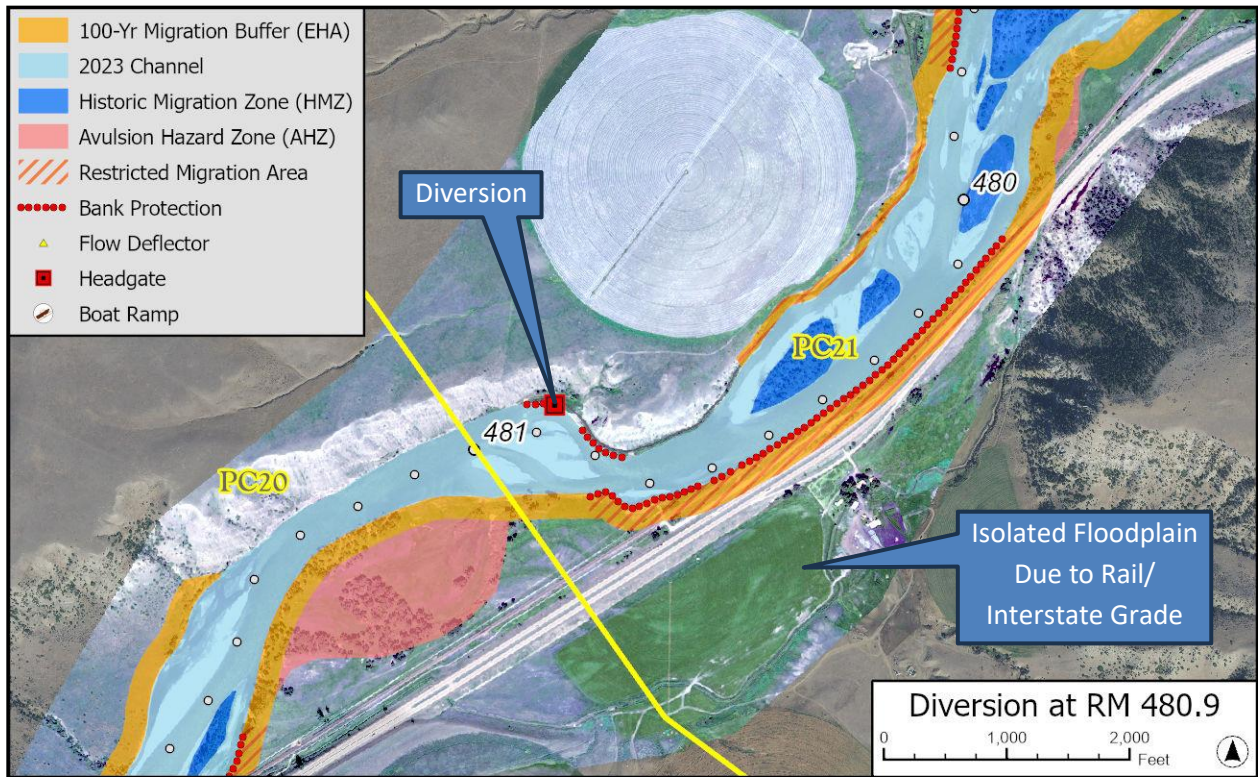 100-Yr Migration Buffer (EHA)
2023 Channel
Historic Migration Zone (HMZ)
Avulsion Hazard Zone (AHZ)
Restricted Migration Area
Bank Protection
Flow Deflector
Headgate
Boat Ramp
Diversion
480
PC21
481
PC20
Isolated Floodplain
Due to Rail/
Interstate Grade
Diversion at RM 480.9
0 1,000 2,000
Feet